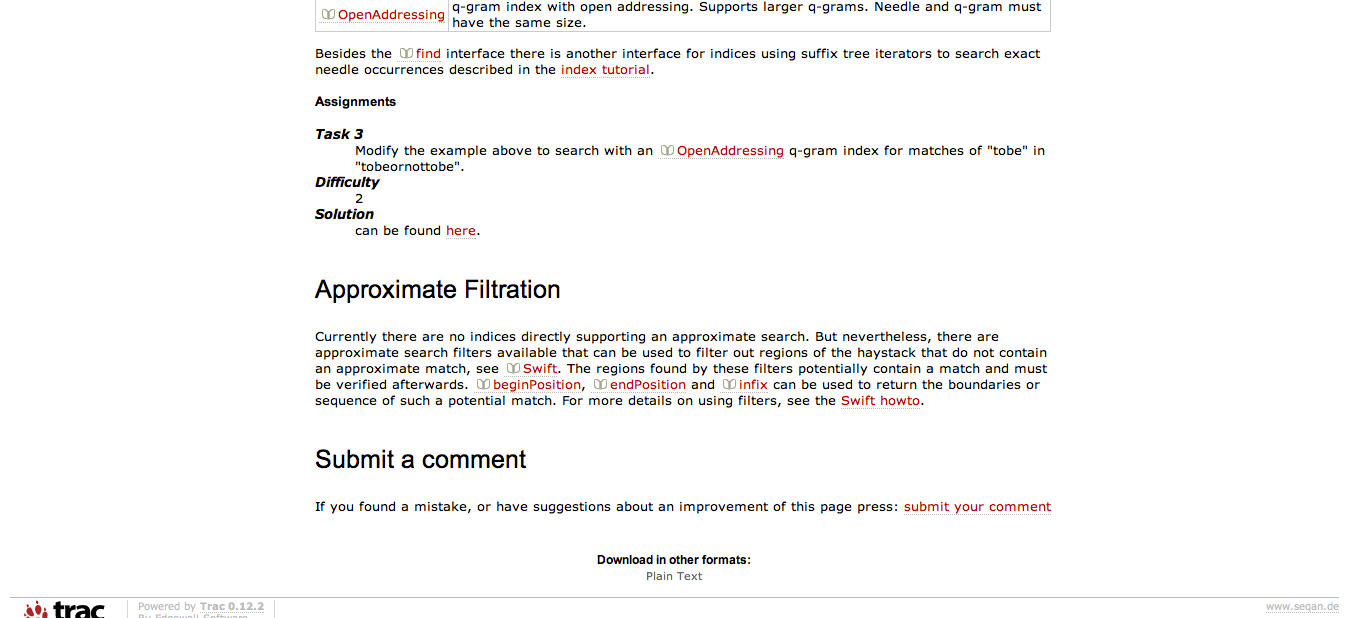 OpenAddressing
q-gram index with open addressing. Supports larger q-grams. Needle and q-gram must
have the same size.
Besides the find interface there is another interface for indices using suffix tree iterators to search exact
needle occurrences described in the index tutorial.
Assignments
Task 3
Modify the example above to search with an OpenAddressing q-gram index for matches of "tobe" in
"tobeornottobe".
Difficulty
2
Solution
can be found here.
Approximate Filtration
Currently there are no indices directly supporting an approximate search. But nevertheless, there are
approximate search filters available that can be used to filter out regions of the haystack that do not contain
an approximate match, see Swift. The regions found by these filters potentially contain a match and must
be verified afterwards. beginPosition, endPosition and infix can be used to return the boundaries or
sequence of such a potential match. For more details on using filters, see the Swift howto.
Submit a comment
If you found a mistake, or have suggestions about an improvement of this page press: submit your comment
Download in other formats:
Plain Text
trac
Powered by Trac 0.12.2
By Edgewall Software
www.seqan.de